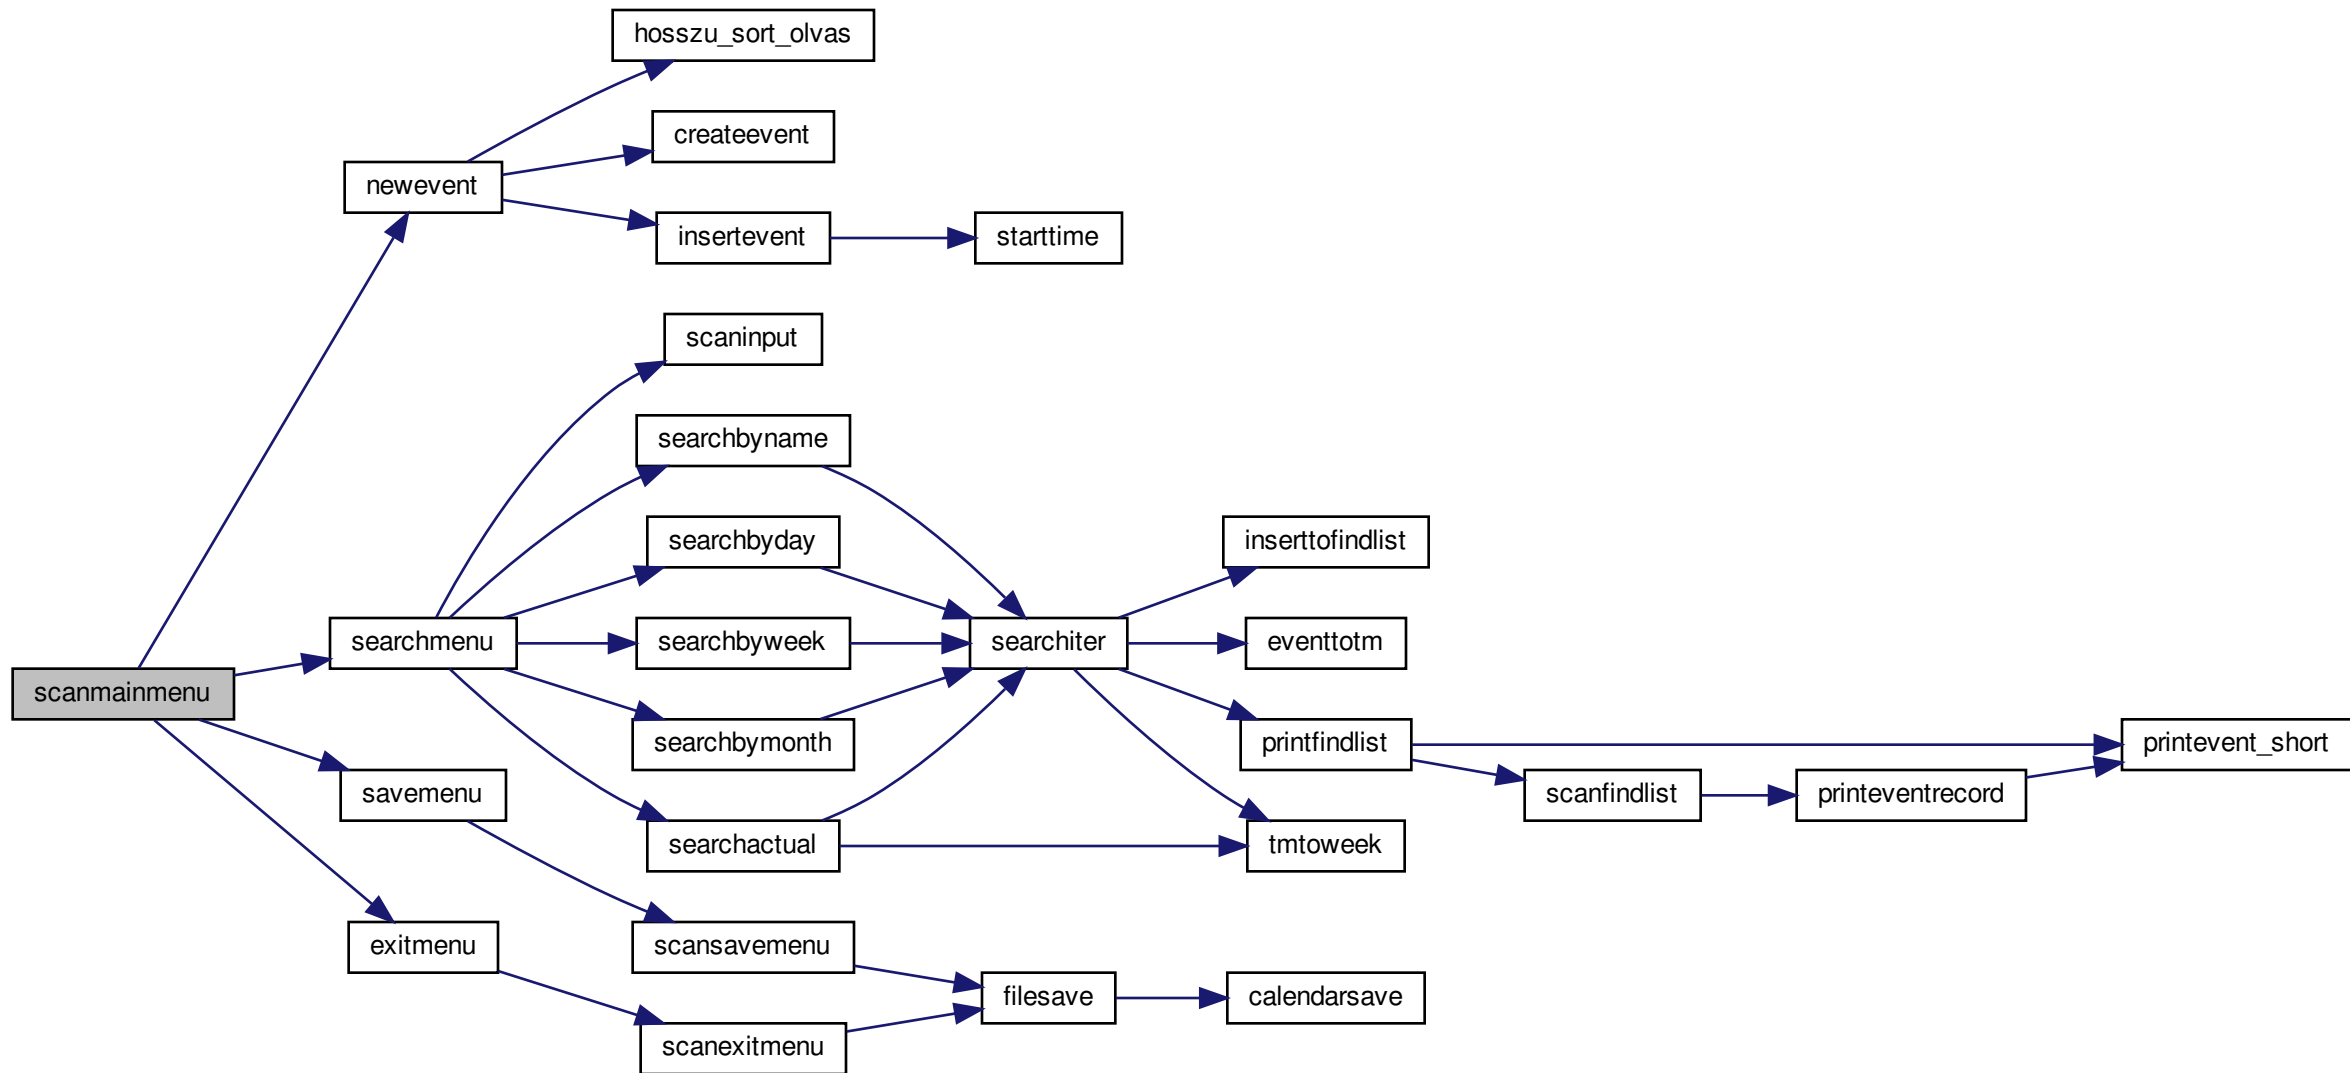 hosszu_sort_olvas
createevent
newevent
insertevent
starttime
scaninput
searchbyname
searchbyday
inserttofindlist
searchmenu
searchbyweek
searchiter
eventtotm
scanmainmenu
searchbymonth
printfindlist
printevent_short
savemenu
scanfindlist
printeventrecord
searchactual
tmtoweek
exitmenu
scansavemenu
filesave
calendarsave
scanexitmenu